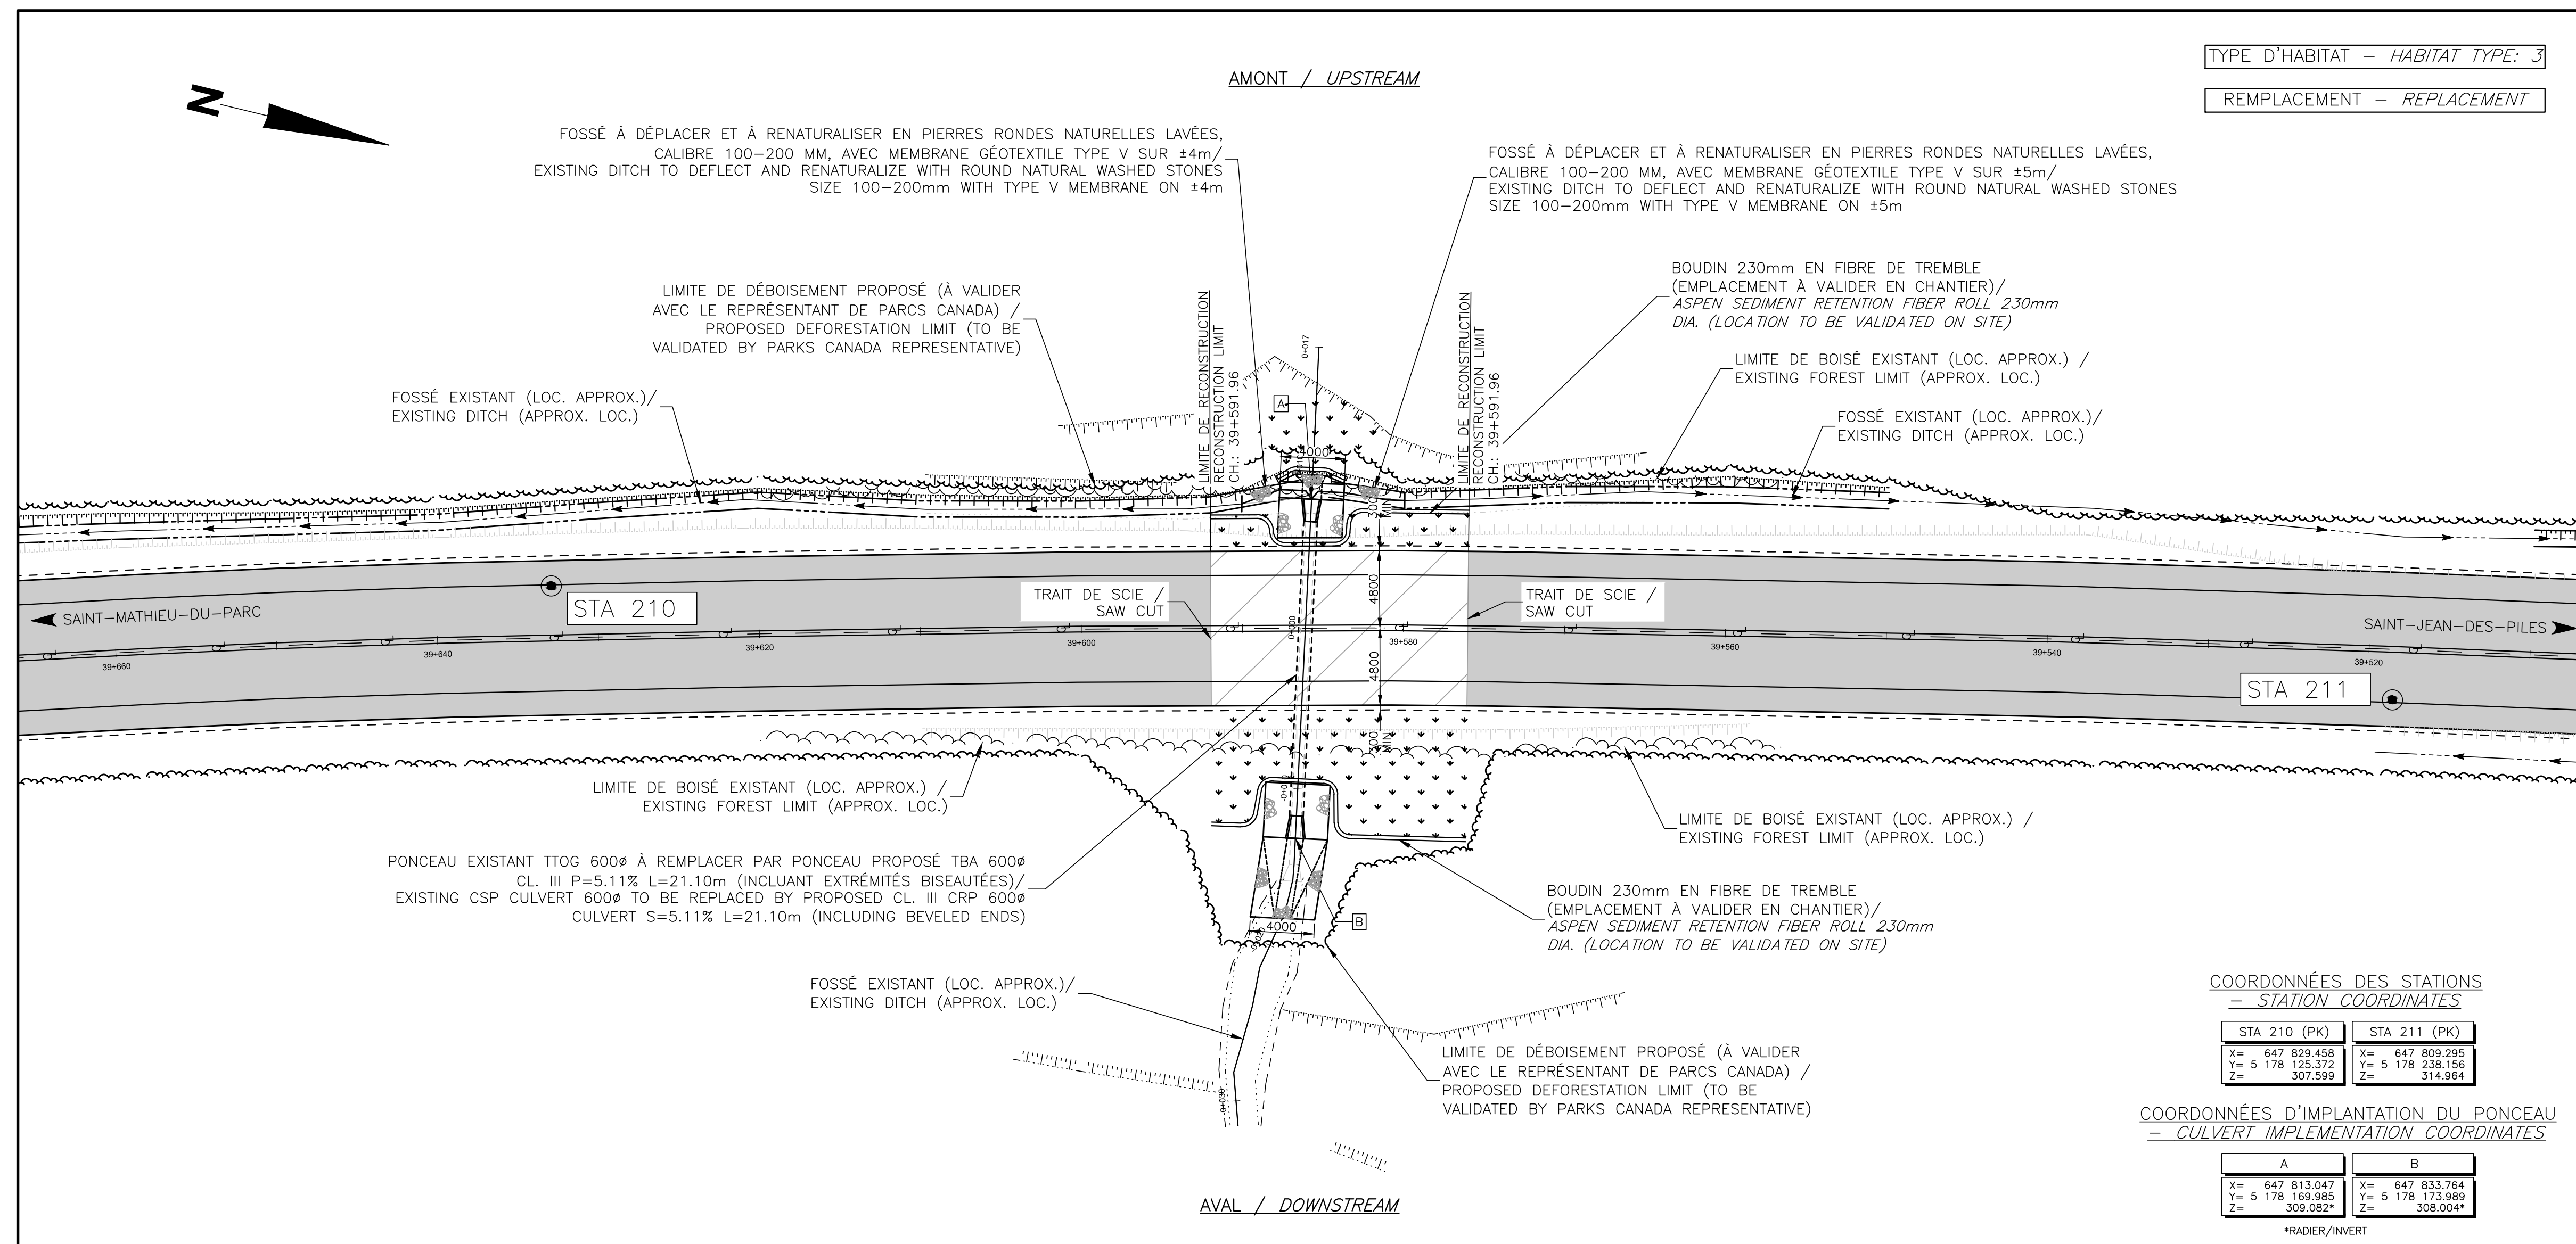 TYPE D'HABITAT – HABITAT TYPE: 3
REMPLACEMENT – REPLACEMENT
AMONT / UPSTREAM
N
FOSSÉ À DÉPLACER ET À RENATURALISER EN PIERRES RONDES NATURELLES LAVÉES,
CALIBRE 100–200 MM, AVEC MEMBRANE GÉOTEXTILE TYPE V SUR ±4m/
EXISTING DITCH TO DEFLECT AND RENATURALIZE WITH ROUND NATURAL WASHED STONES
SIZE 100–200mm WITH TYPE V MEMBRANE ON ±4m
FOSSÉ À DÉPLACER ET À RENATURALISER EN PIERRES RONDES NATURELLES LAVÉES,
CALIBRE 100–200 MM, AVEC MEMBRANE GÉOTEXTILE TYPE V SUR ±5m/
EXISTING DITCH TO DEFLECT AND RENATURALIZE WITH ROUND NATURAL WASHED STONES
SIZE 100–200mm WITH TYPE V MEMBRANE ON ±5m
LIMITE DE DÉBOISEMENT PROPOSÉ (À VALIDER
AVEC LE REPRÉSENTANT DE PARCS CANADA) /
PROPOSED DEFORESTATION LIMIT (TO BE
VALIDATED BY PARKS CANADA REPRESENTATIVE)
BOUDIN 230mm EN FIBRE DE TREMBLE
(EMPLACEMENT À VALIDER EN CHANTIER)/
ASPEN SEDIMENT RETENTION FIBER ROLL 230mm
DIA. (LOCATION TO BE VALIDATED ON SITE)
LIMITE DE RECONSTRUCTION
RECONSTRUCTION LIMIT
CH.: 39+591.96
0+017
LIMITE DE RECONSTRUCTION
RECONSTRUCTION LIMIT
CH.: 39+591.96
LIMITE DE BOISÉ EXISTANT (LOC. APPROX.) /
EXISTING FOREST LIMIT (APPROX. LOC.)
FOSSÉ EXISTANT (LOC. APPROX.)/
EXISTING DITCH (APPROX. LOC.)
A
FOSSÉ EXISTANT (LOC. APPROX.)/
EXISTING DITCH (APPROX. LOC.)
4000
MIN
SAINT–MATHIEU–DU–PARC
STA 210
TRAIT DE SCIE /
SAW CUT
4800
TRAIT DE SCIE /
SAW CUT
SAINT–JEAN–DES–PILES
0+000
39+660
39+640
39+620
39+600
39+580
39+560
39+540
39+520
4800
STA 211
MIN
LIMITE DE BOISÉ EXISTANT (LOC. APPROX.) /
EXISTING FOREST LIMIT (APPROX. LOC.)
LIMITE DE BOISÉ EXISTANT (LOC. APPROX.) /
EXISTING FOREST LIMIT (APPROX. LOC.)
PONCEAU EXISTANT TTOG 600ø À REMPLACER PAR PONCEAU PROPOSÉ TBA 600ø
CL. III P=5.11% L=21.10m (INCLUANT EXTRÉMITÉS BISEAUTÉES)/
EXISTING CSP CULVERT 600ø TO BE REPLACED BY PROPOSED CL. III CRP 600ø
CULVERT S=5.11% L=21.10m (INCLUDING BEVELED ENDS)
BOUDIN 230mm EN FIBRE DE TREMBLE
(EMPLACEMENT À VALIDER EN CHANTIER)/
ASPEN SEDIMENT RETENTION FIBER ROLL 230mm
DIA. (LOCATION TO BE VALIDATED ON SITE)
B
4000
FOSSÉ EXISTANT (LOC. APPROX.)/
EXISTING DITCH (APPROX. LOC.)
-0+030
LIMITE DE DÉBOISEMENT PROPOSÉ (À VALIDER
AVEC LE REPRÉSENTANT DE PARCS CANADA) /
PROPOSED DEFORESTATION LIMIT (TO BE
VALIDATED BY PARKS CANADA REPRESENTATIVE)
AVAL / DOWNSTREAM
COORDONNÉES DES STATIONS
– STATION COORDINATES
STA 210 (PK) STA 211 (PK)
X= 647 829.458 X= 647 809.295
Y= 5 178 125.372 Y= 5 178 238.156
Z= 307.599 Z= 314.964
COORDONNÉES D'IMPLANTATION DU PONCEAU
– CULVERT IMPLEMENTATION COORDINATES
A B
X= 647 813.047 X= 647 833.764
Y= 5 178 169.985 Y= 5 178 173.989
Z= 309.082* Z= 308.004*
*RADIER/INVERT